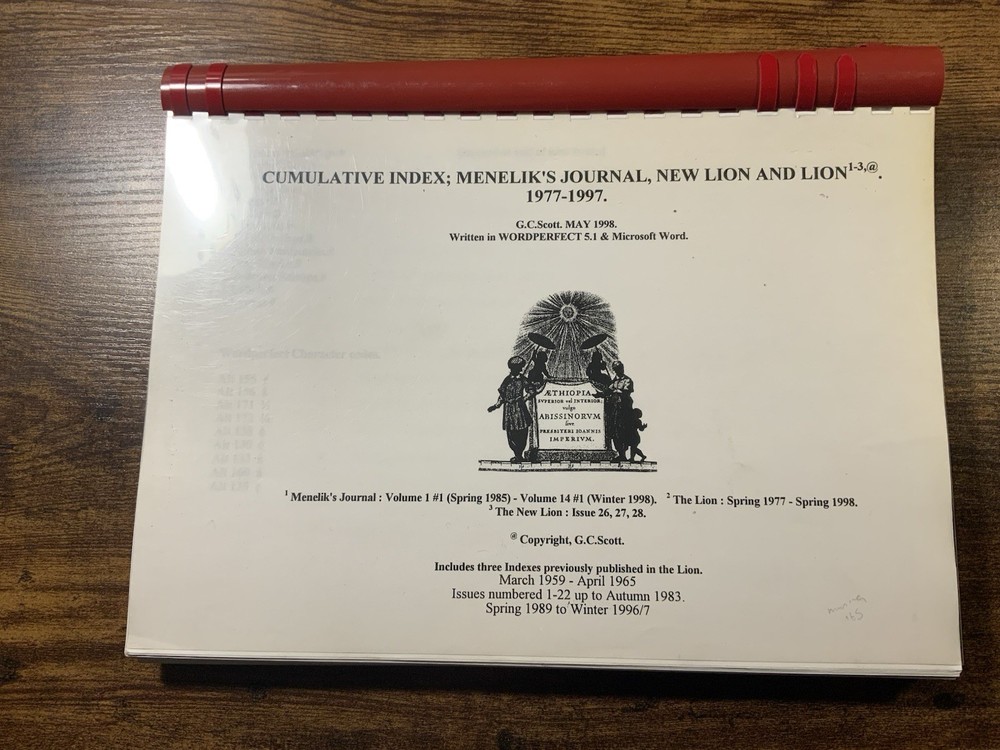 CUMULATIVE INDEX; MENELIK'S JOURNAL, NEW LION AND LION1-3,@.
1977-1997.
G.C.Scott. MAY 1998.
Written in WORDPERFECT 5.1 & Microsoft Word.
ÆTHIOPIA
SVPERIOR vel INTERIOR;
vulgo
ABISSINORVM
sive
PRESBITERI IOANNIS
IMPERIVM.
1 Menelik's Journal : Volume 1 #1 (Spring 1985) - Volume 14 #1 (Winter 1998). 2 The Lion : Spring 1977 - Spring 1998.
3 The New Lion : Issue 26, 27, 28.
@ Copyright, G.C.Scott.
Includes three Indexes previously published in the Lion.
March 1959 - April 1965
Issues numbered 1-22 up to Autumn 1983.
Spring 1989 to Winter 1996/7